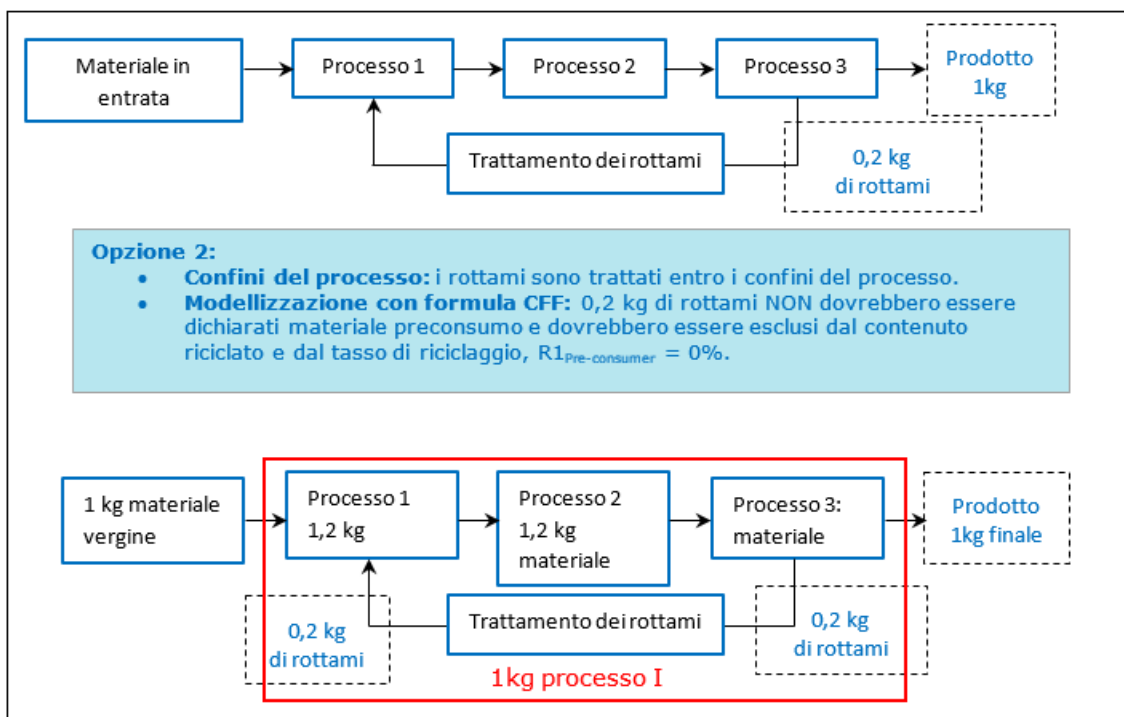 Materiale in
entrata
Processo 1
Processo 2
Processo 3
Prodotto
1kg
Trattamento dei rottami
0,2 kg
di rottami
Opzione 2:
• Confini del processo: i rottami sono trattati entro i confini del processo.
• Modellizzazione con formula CFF: 0,2 kg di rottami NON dovrebbero essere
dichiarati materiale preconsumo e dovrebbero essere esclusi dal contenuto
riciclato e dal tasso di riciclaggio, R1Pre-consumer = 0%.
1 kg materiale
vergine
Processo 1
1,2 kg
Processo 2
1,2 kg
materiale
Processo 3:
materiale
Prodotto
1kg finale
0,2 kg
di rottami
Trattamento dei rottami
0,2 kg
di rottami
1kg processo I